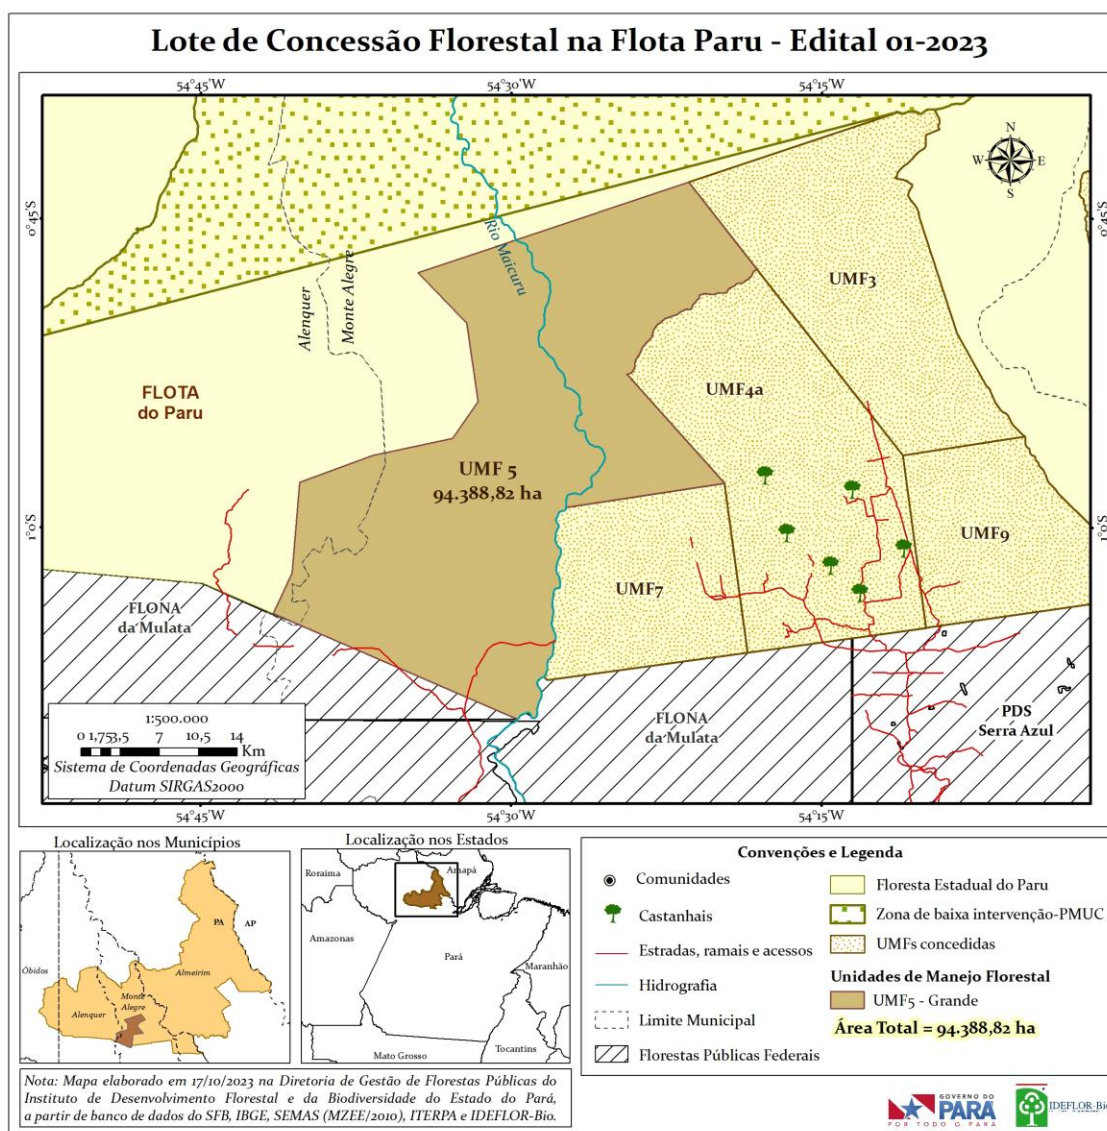 Lote de Concessão Florestal na Flota Paru - Edital 01-2023
54°45'W
54°30'W
54°15'W
N
W
E
S
0°45'S
0°45'S
Rio Maicuru
UMF3
Alenquer
Monte Alegre
FLOTA
do Paru
UMF4a
UMF 5
94.388,82 ha
1°0'S
1°0'S
UMF9
UMF7
FLONA
da Mulata
FLONA
da Mulata
PDS
Serra Azul
1:500.000
0 1,75 3,5 7 10,5 14
Km
Sistema de Coordenadas Geográficas
Datum SIRGAS2000
54°45'W
54°30'W
54°15'W
Localização nos Municípios
PA
AP
Óbidos
Almeirim
Monte
Alegre
Alenquer
Localização nos Estados
Roraima
Amapá
Amazonas
Pará
Maranhão
Tocantins
Mato Grosso
Convenções e Legenda
Comunidades
Castanhais
Estradas, ramais e acessos
Hidrografia
Limite Municipal
Florestas Públicas Federais
Floresta Estadual do Paru
Zona de baixa intervenção-PMUC
UMFs concedidas
Unidades de Manejo Florestal
UMF5 - Grande
Área Total = 94.388,82 ha
Nota: Mapa elaborado em 17/10/2023 na Diretoria de Gestão de Florestas Públicas do
Instituto de Desenvolvimento Florestal e da Biodiversidade do Estado do Pará,
a partir de banco de dados do SFB, IBGE, SEMAS (MZEE/2010), ITERPA e IDEFLOR-Bio.
GOVERNO DO
PARÁ
POR TODO O PARÁ
IDEFLOR-Bio